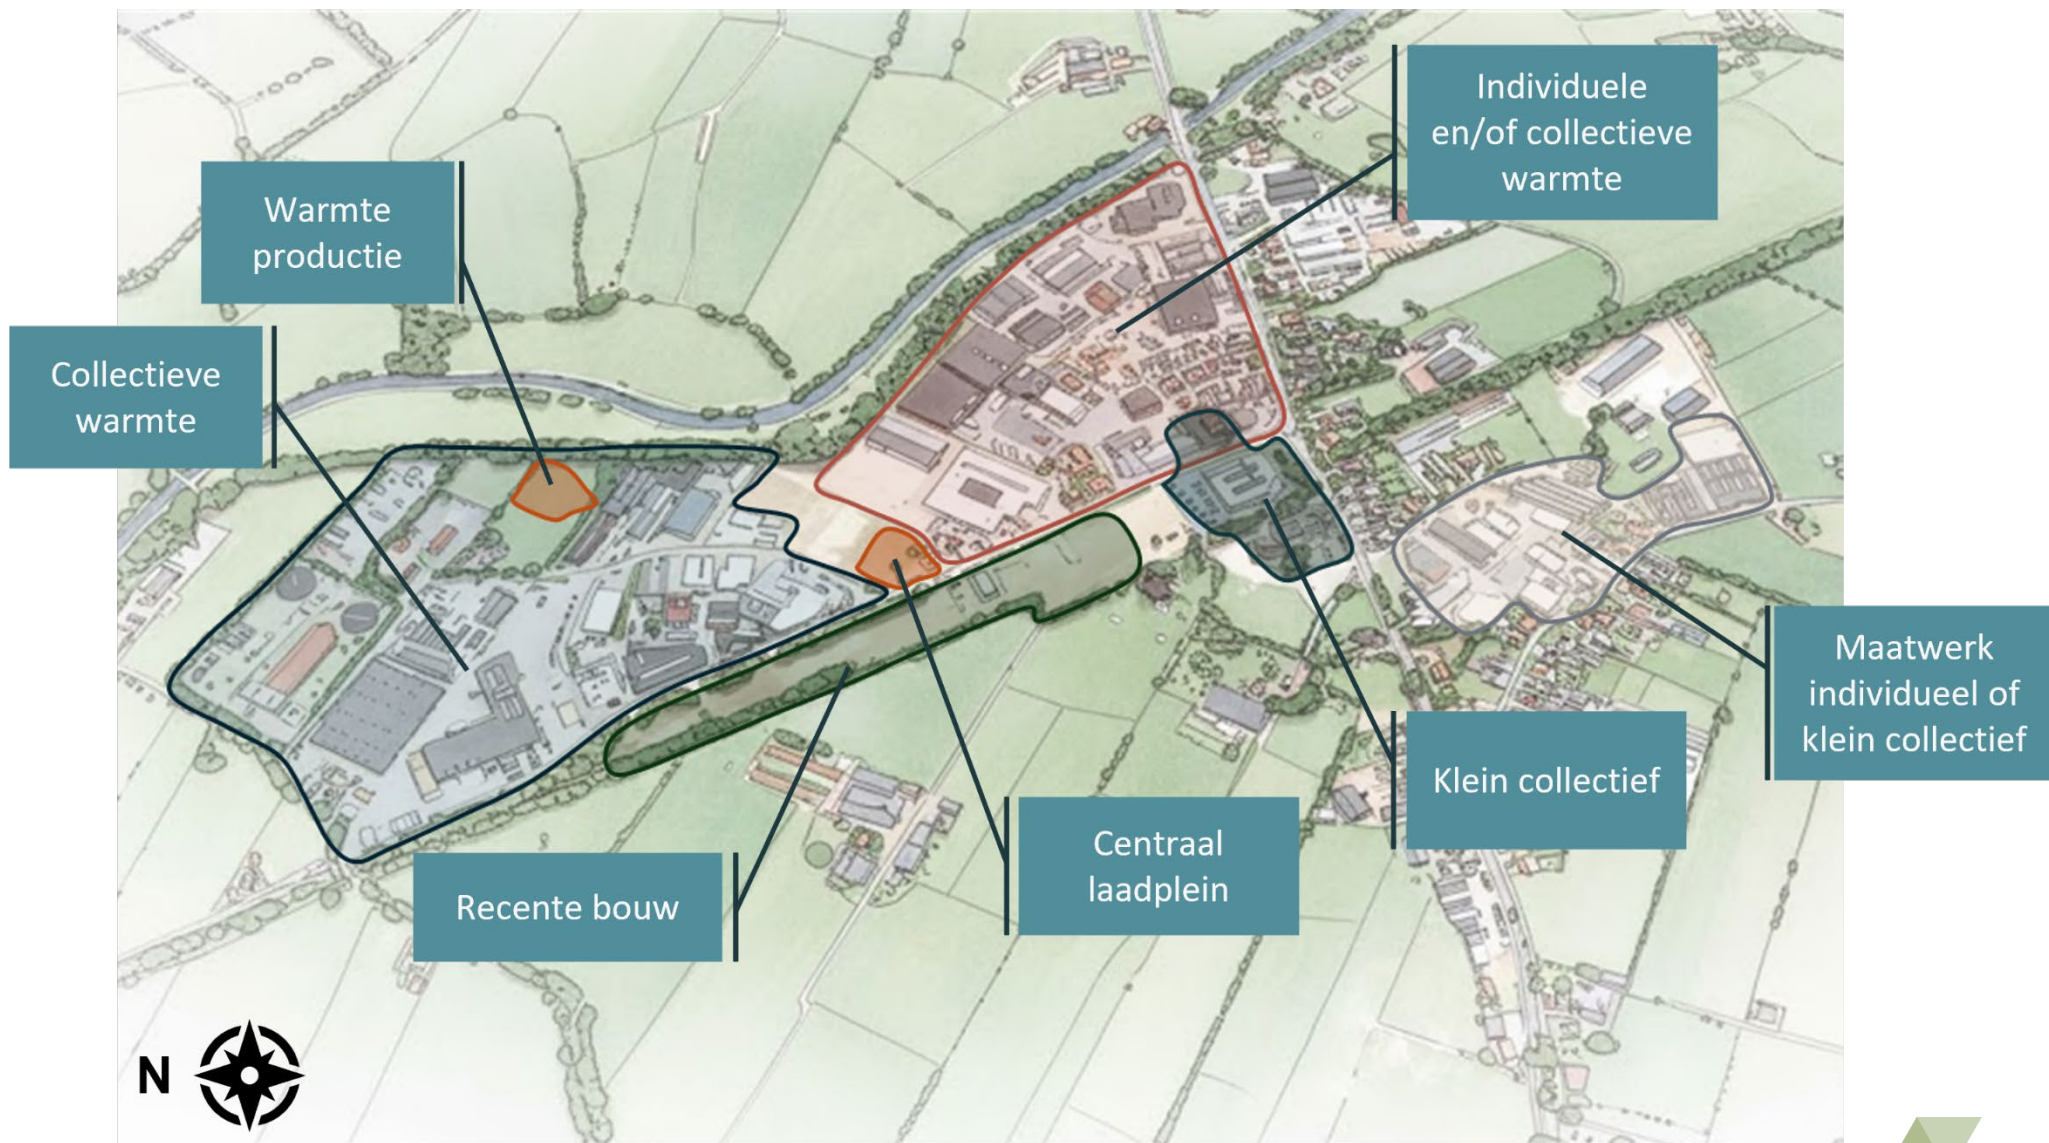 Individuele
en/of collectieve
warmte
Warmte
productie
Collectieve
warmte
Maatwerk
individueel of
klein collectief
Klein collectief
Centraal
laadplein
Recente bouw
N